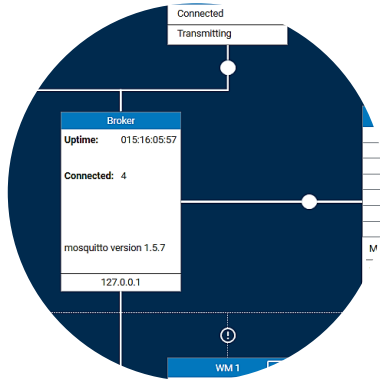 Connected
Transmitting
Broker
Uptime: 015:16:05:57
Connected: 4
mosquitto version 1.5.7
127.0.0.1
M
!
WM 1